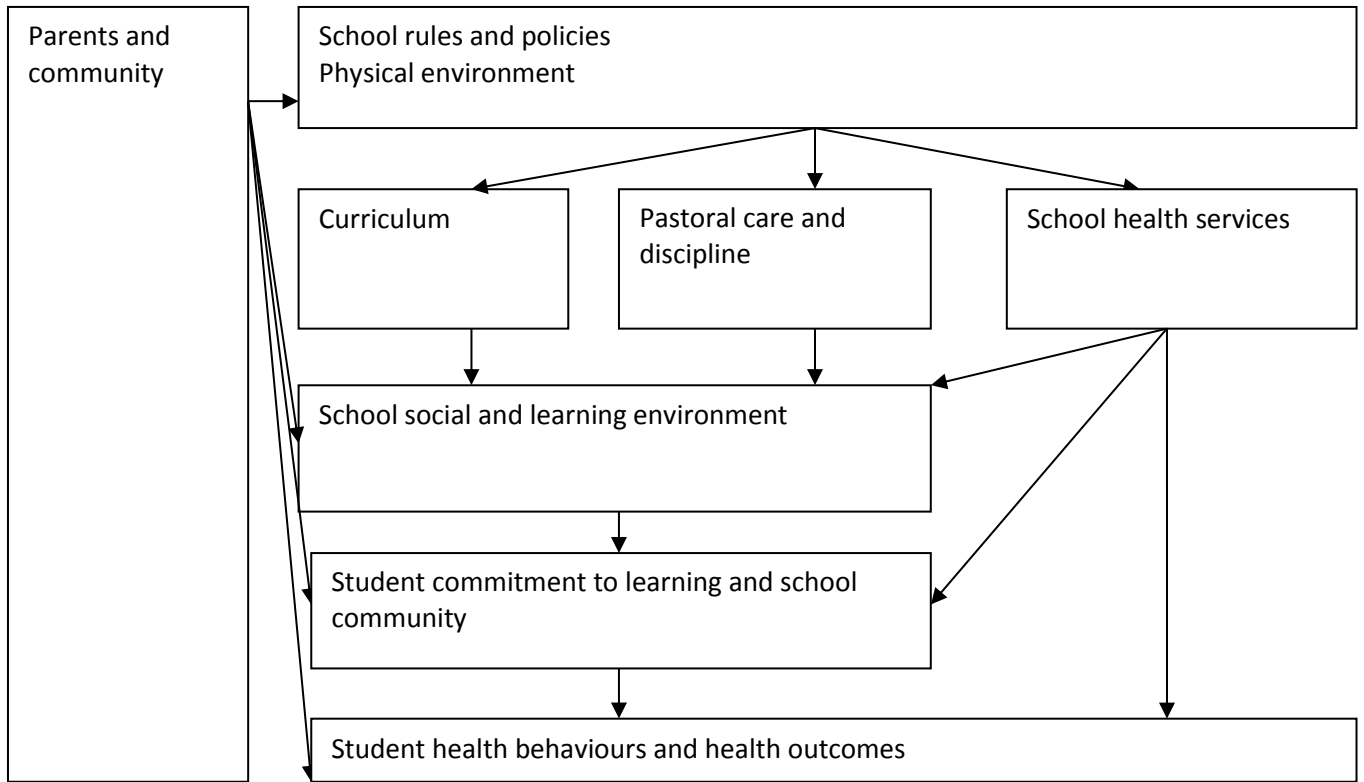 Parents and
community
School rules and policies
Physical environment
Curriculum
Pastoral care and
discipline
School health services
School social and learning environment
Student commitment to learning and school
community
Student health behaviours and health outcomes